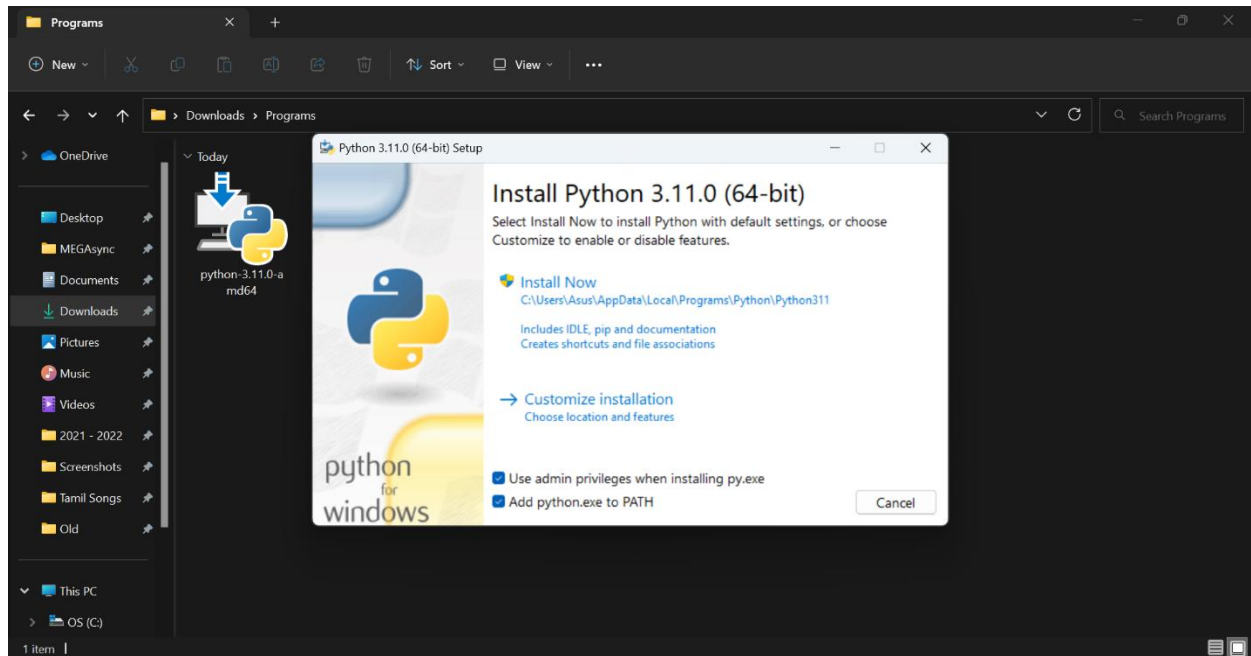 Programs
New
Sort
View
Downloads > Programs
Search Programs
OneDrive
Desktop
MEGAsync
Documents
Downloads
Pictures
Music
Videos
2021 - 2022
Screenshots
Tamil Songs
Old
This PC
OS (C:)
Today
python-3.11.0-a
md64
Python 3.11.0 (64-bit) Setup
Install Python 3.11.0 (64-bit)
Select Install Now to install Python with default settings, or choose
Customize to enable or disable features.
Install Now
C:\Users\Asus\AppData\Local\Programs\Python\Python311
Includes IDLE, pip and documentation
Creates shortcuts and file associations
Customize installation
Choose location and features
python
for
windows
Use admin privileges when installing py.exe
Add python.exe to PATH
Cancel
1 item